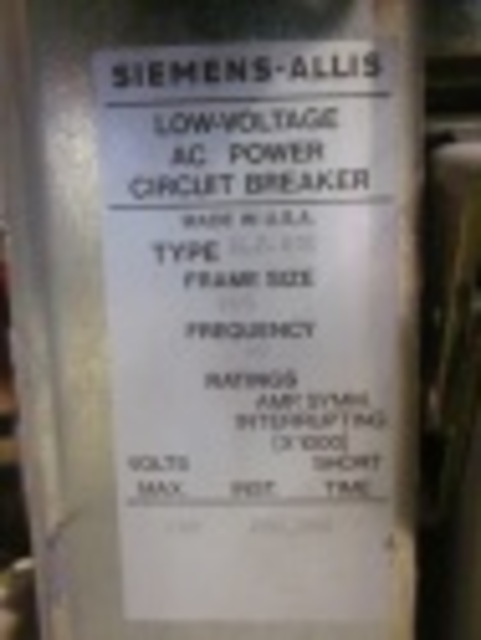 SIEMENS-ALLIS
LOW-VOLTAGE
AC POWER
CIRCUIT BREAKER
MADE IN U.S.A.
TYPE
FRAME SIZE
FREQUENCY
RATINGS
AMP. SYMM.
INTERRUPTING
(X1000)
VOLTS SHORT
MAX. INST. TIME